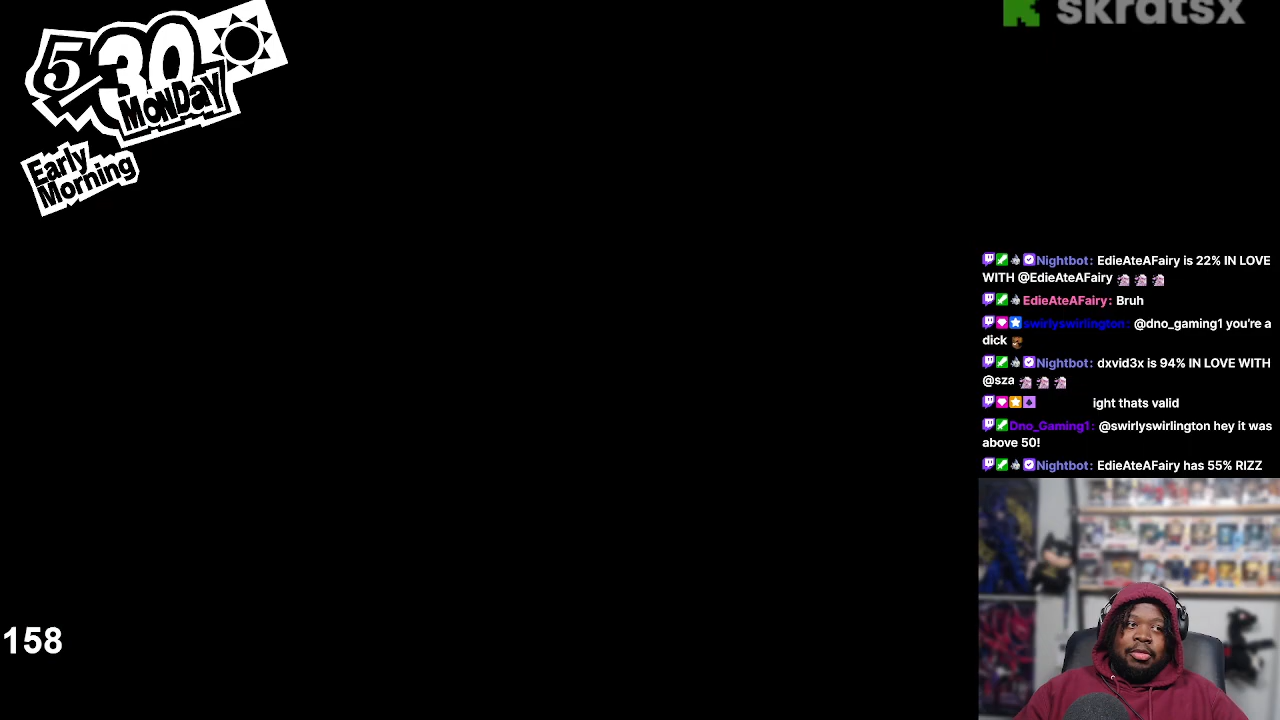 5/30
MONDAY
Early
Morning
skratsx
Nightbot: EdieAteAFairy is 22% IN LOVE
WITH @EdieAteAFairy
EdieAteAFairy: Bruh
swirlyswirlington: @dno_gaming1 you're a
dick
Nightbot: dxvid3x is 94% IN LOVE WITH
@sza
ight thats valid
Dno_Gaming1: @swirlyswirlington hey it was
above 50!
Nightbot: EdieAteAFairy has 55% RIZZ
158